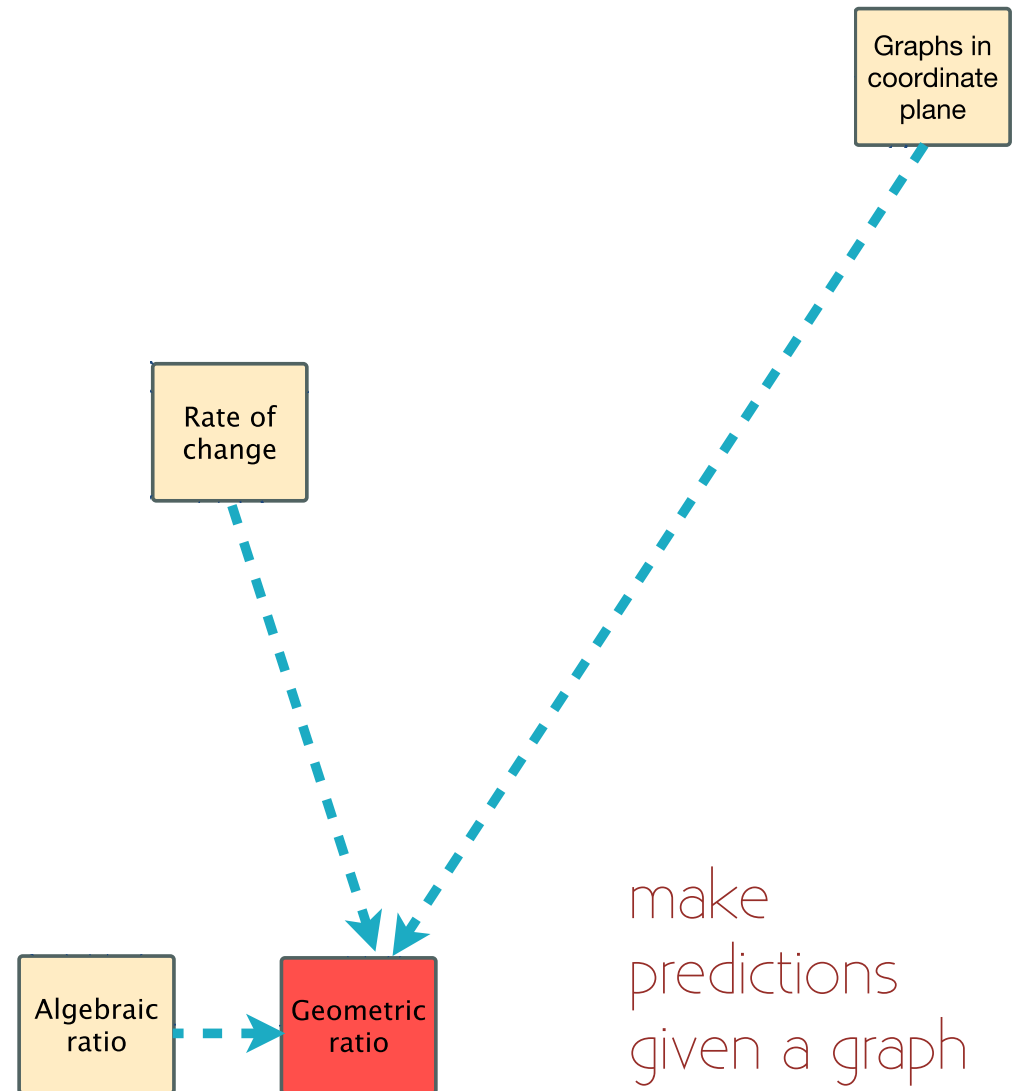 Graphs in
coordinate
plane
Rate of
change
Algebraic
ratio
Geometric
ratio
make
predictions
given a graph